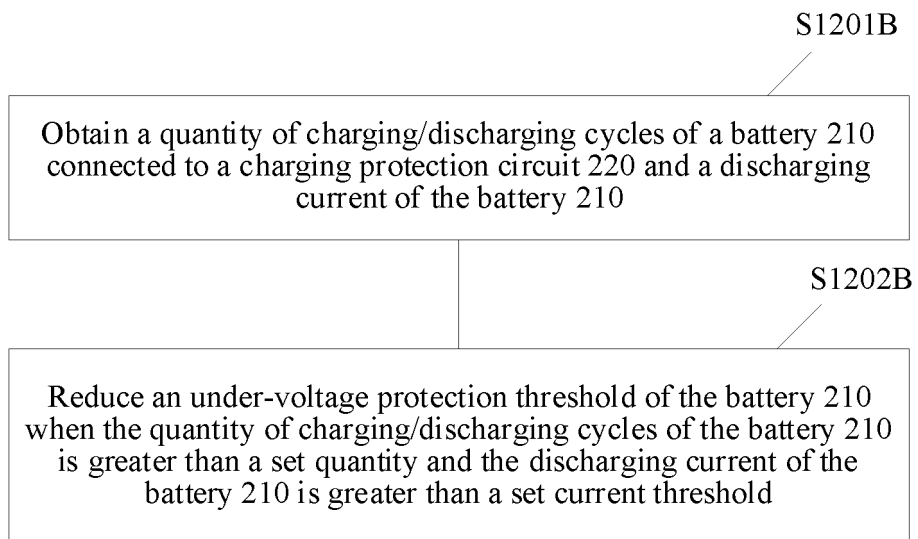 S1201B
Obtain a quantity of charging/discharging cycles of a battery 210
connected to a charging protection circuit 220 and a discharging
current of the battery 210
S1202B
Reduce an under-voltage protection threshold of the battery 210
when the quantity of charging/discharging cycles of the battery 210
is greater than a set quantity and the discharging current of the
battery 210 is greater than a set current threshold